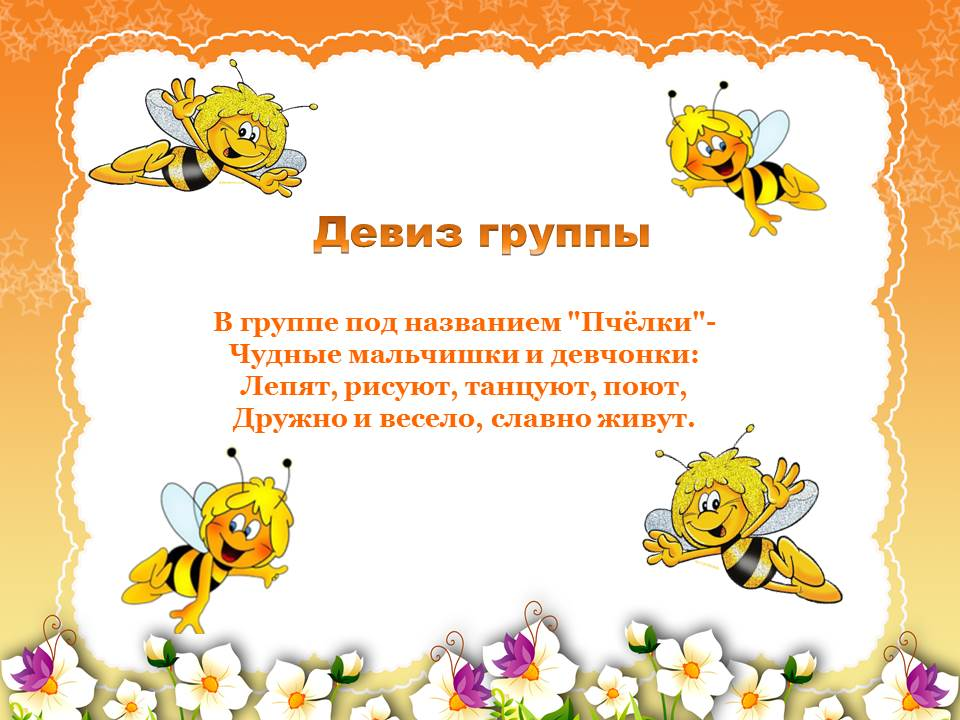 Девиз группы
В группе под названием "Пчёлки"-
Чудные мальчишки и девчонки:
Лепят, рисуют, танцуют, поют,
Дружно и весело, славно живут.